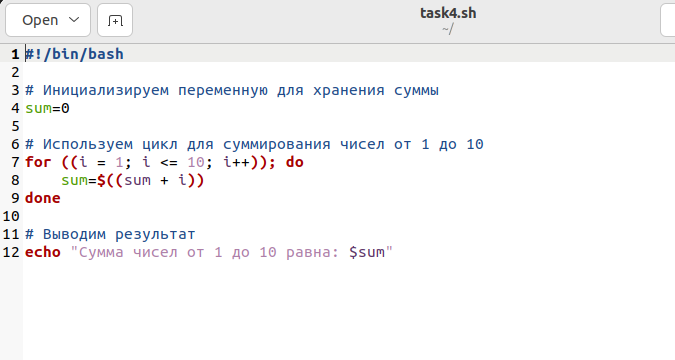 Open
task4.sh
~/
1 #!/bin/bash
2
3 # Инициализируем переменную для хранения суммы
4 sum=0
5
6 # Используем цикл для суммирования чисел от 1 до 10
7 for ((i = 1; i <= 10; i++)); do
8     sum=$((sum + i))
9 done
10
11 # Выводим результат
12 echo "Сумма чисел от 1 до 10 равна: $sum"